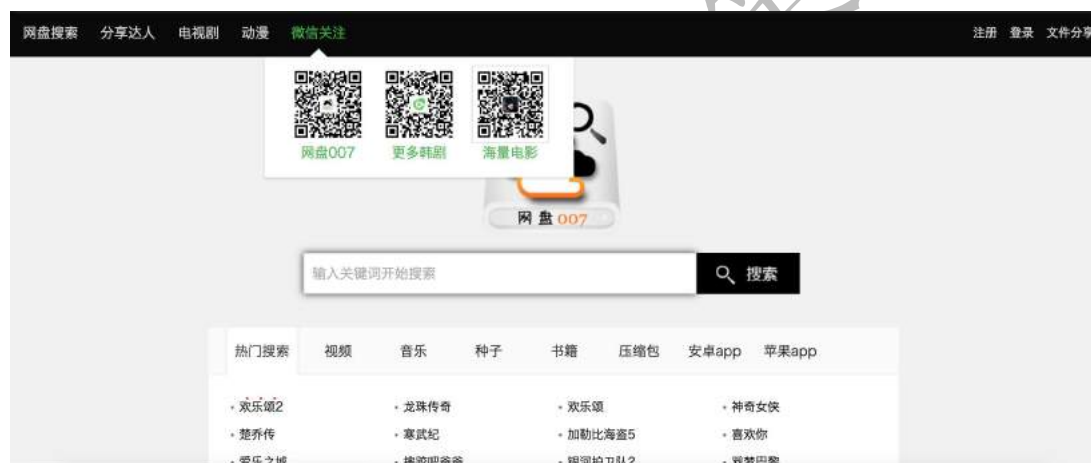 网盘搜索 分享达人 电视剧 动漫 微信关注 注册 登录 文件分享
网盘007 更多韩剧 海量电影
网盘007
输入关键词开始搜索 搜索
热门搜索 视频 音乐 种子 书籍 压缩包 安卓app 苹果app
· 欢乐颂2 · 龙珠传奇 · 欢乐颂 · 神奇女侠
· 楚乔传 · 寒武纪 · 加勒比海盗5 · 喜欢你